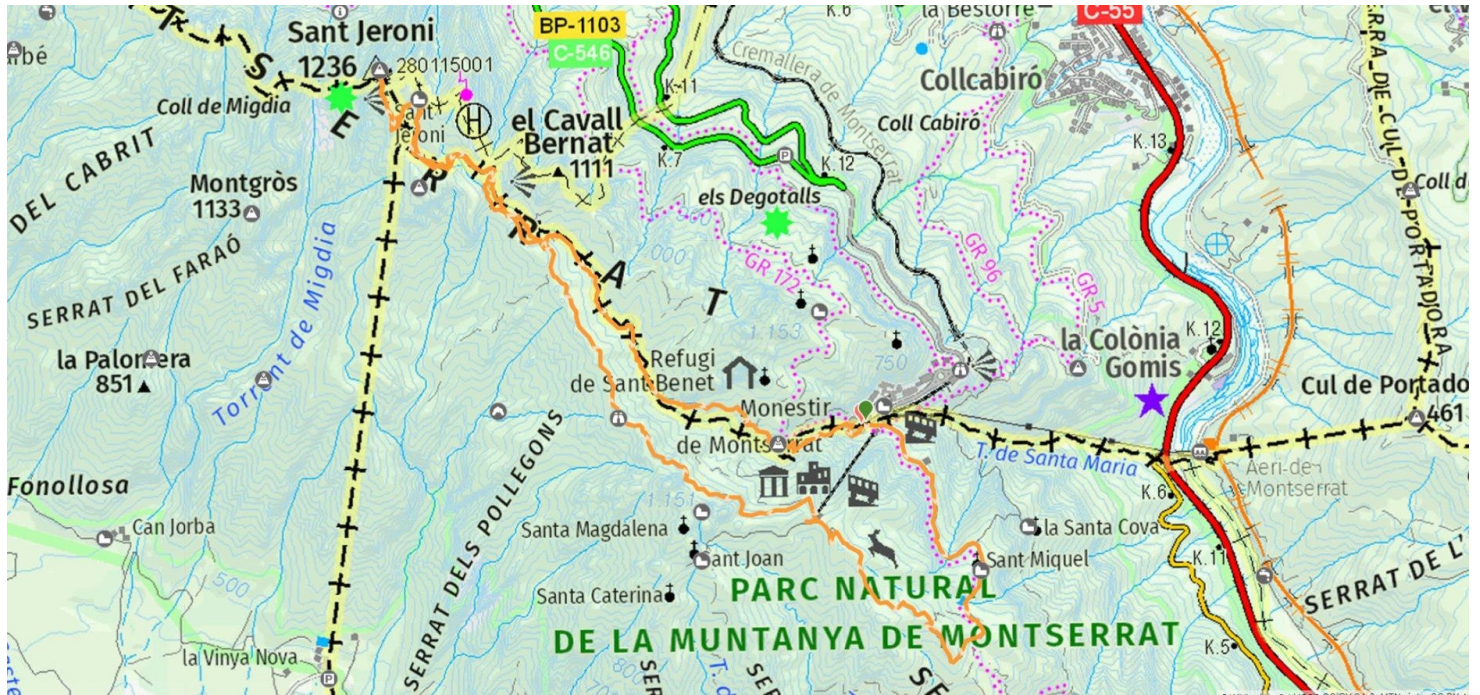 BP-1103
C-546
C-55
K.6
la Bestorre
Sant Jeroni
1236
280115001
Coll de Migdia
Sant
Jeroni
el Cavall
Bernat
1111
K-11
K.7
K.12
Cremallera de Montserrat
Collcabiró
Coll Cabiró
K.13
SERRA DE CUL DE PORTADORA
DEL CABRIT
Montgròs
1133
SERRAT DEL FARAÓ
Torrent de Migdia
els Degotalls
GR 172
GR 96
GR 5
S
E
R
R
A
T
1.153
750
la Palomera
851
Refugi
de Sant Benet
Monestir
de Montserrat
la Colònia
Gomis
K.12
Cul de Portado
461
T. de Santa Maria
Aeri-de-
Montserrat
K.6
Fonollosa
Can Jorba
500
SERRAT DELS POLLEGONS
1.151
Santa Magdalena
Sant Joan
Santa Caterina
la Santa Cova
Sant Miquel
K.11
PARC NATURAL
DE LA MUNTANYA DE MONTSERRAT
SERRAT DE L'
la Vinya Nova
K.5